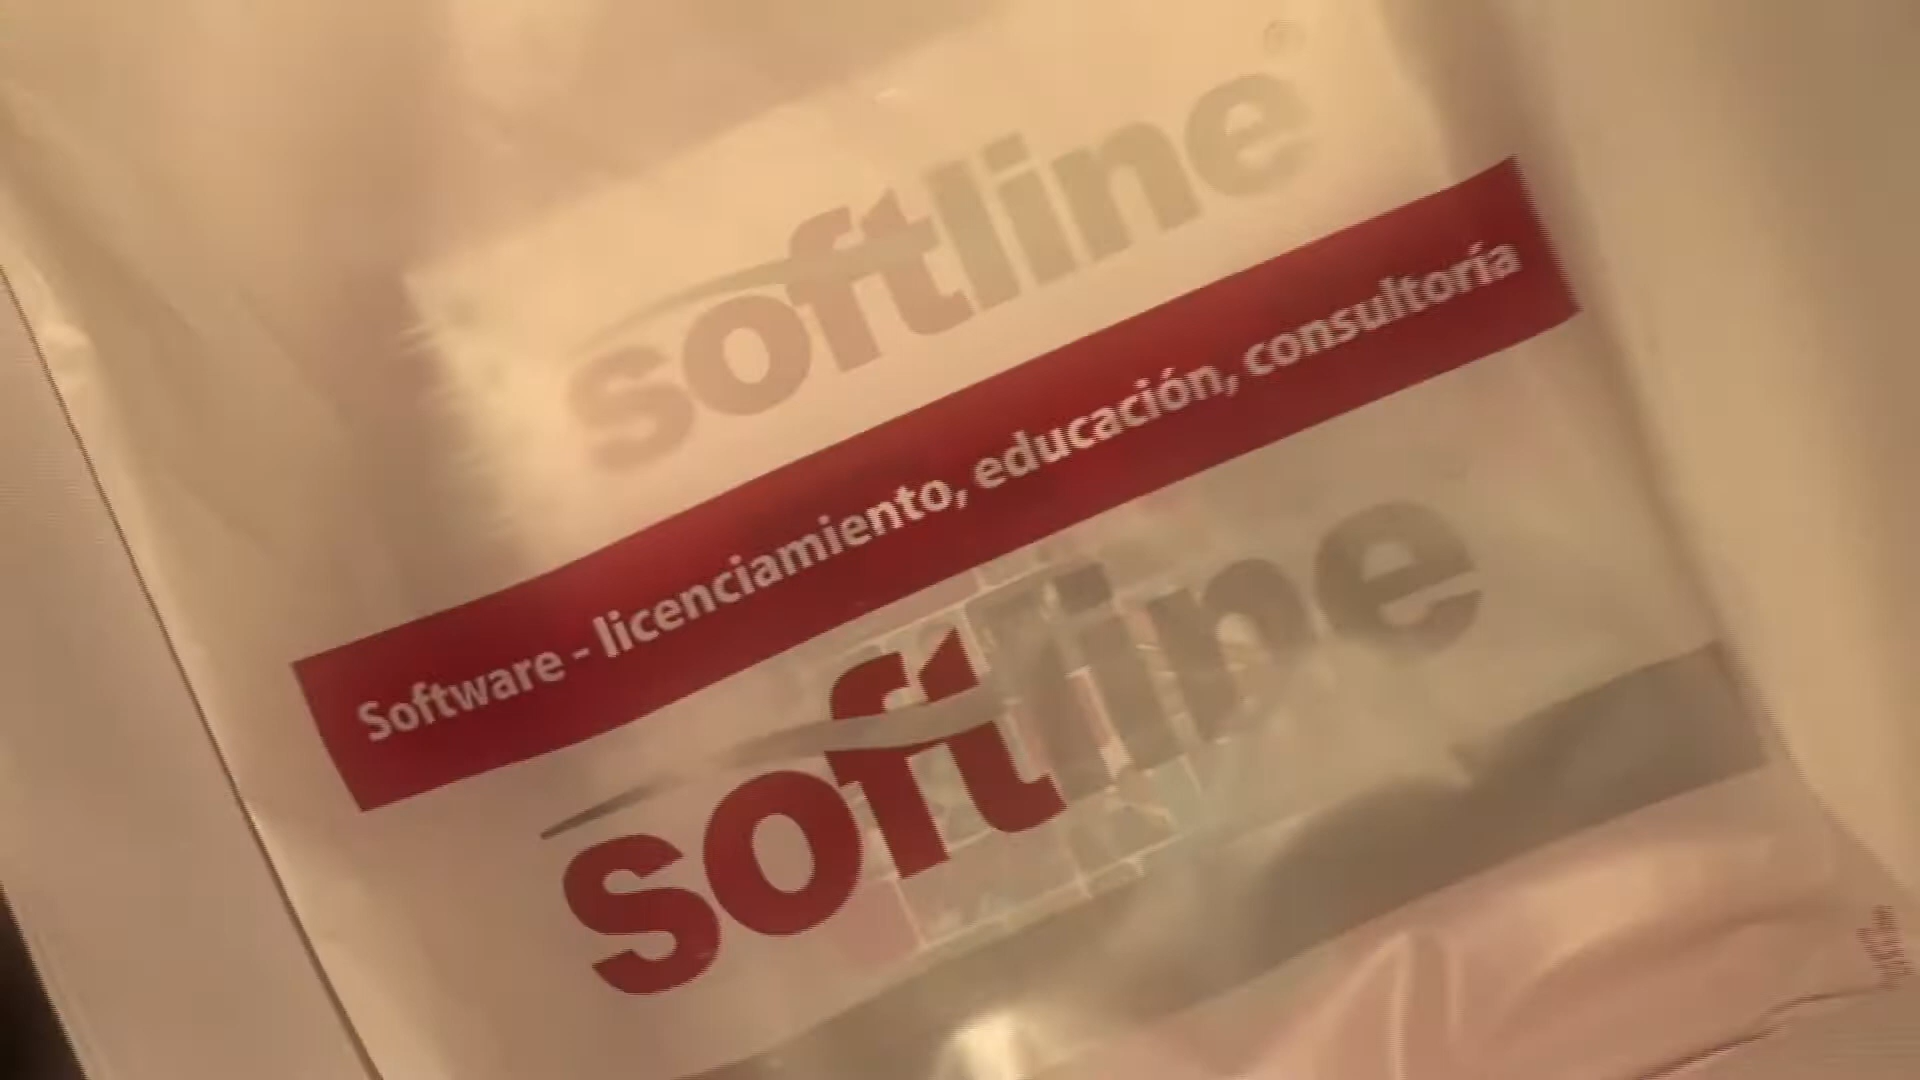 softline
Software - licenciamiento, educación, consultoría
softline